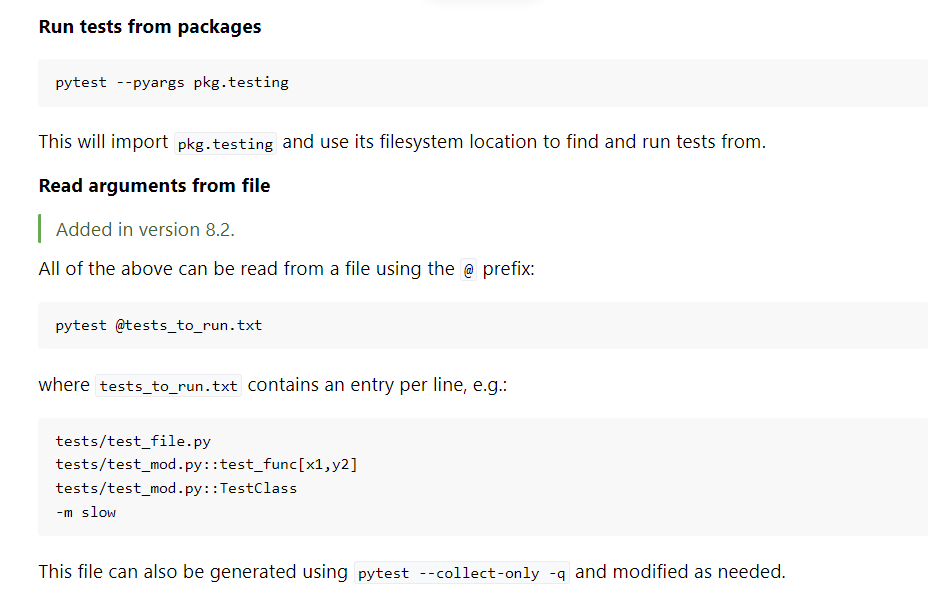 Run tests from packages
pytest --pyargs pkg.testing
This will import pkg.testing and use its filesystem location to find and run tests from.
Read arguments from file
Added in version 8.2.
All of the above can be read from a file using the @ prefix:
pytest @tests_to_run.txt
where tests_to_run.txt contains an entry per line, e.g.:
tests/test_file.py
tests/test_mod.py::test_func[x1,y2]
tests/test_mod.py::TestClass
-m slow
This file can also be generated using pytest --collect-only -q and modified as needed.